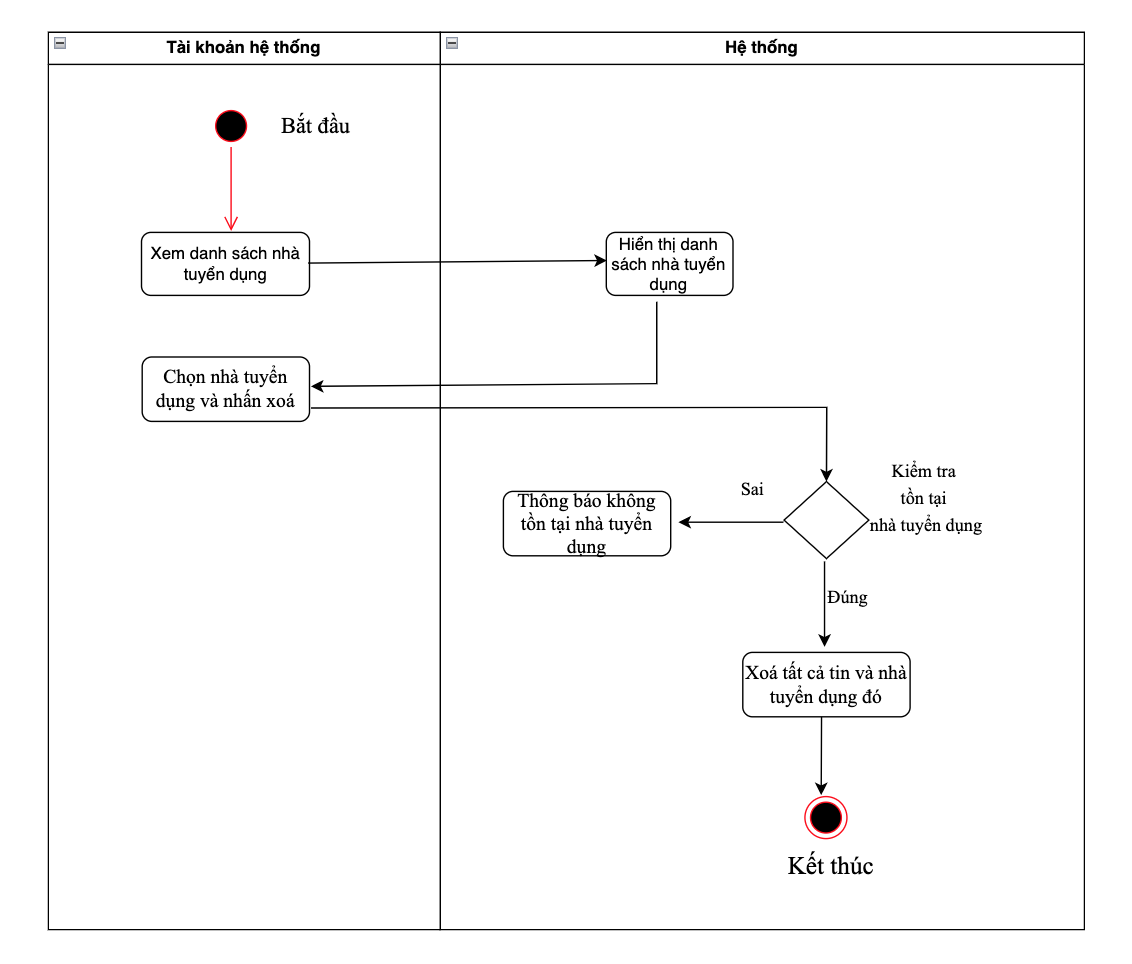 Tài khoản hệ thống
Hệ thống
Bắt đầu
Xem danh sách nhà
tuyển dụng
Hiển thị danh
sách nhà tuyển
dụng
Chọn nhà tuyển
dụng và nhấn xoá
Kiểm tra
tồn tại
nhà tuyển dụng
Sai
Thông báo không
tồn tại nhà tuyển
dụng
Đúng
Xoá tất cả tin và nhà
tuyển dụng đó
Kết thúc